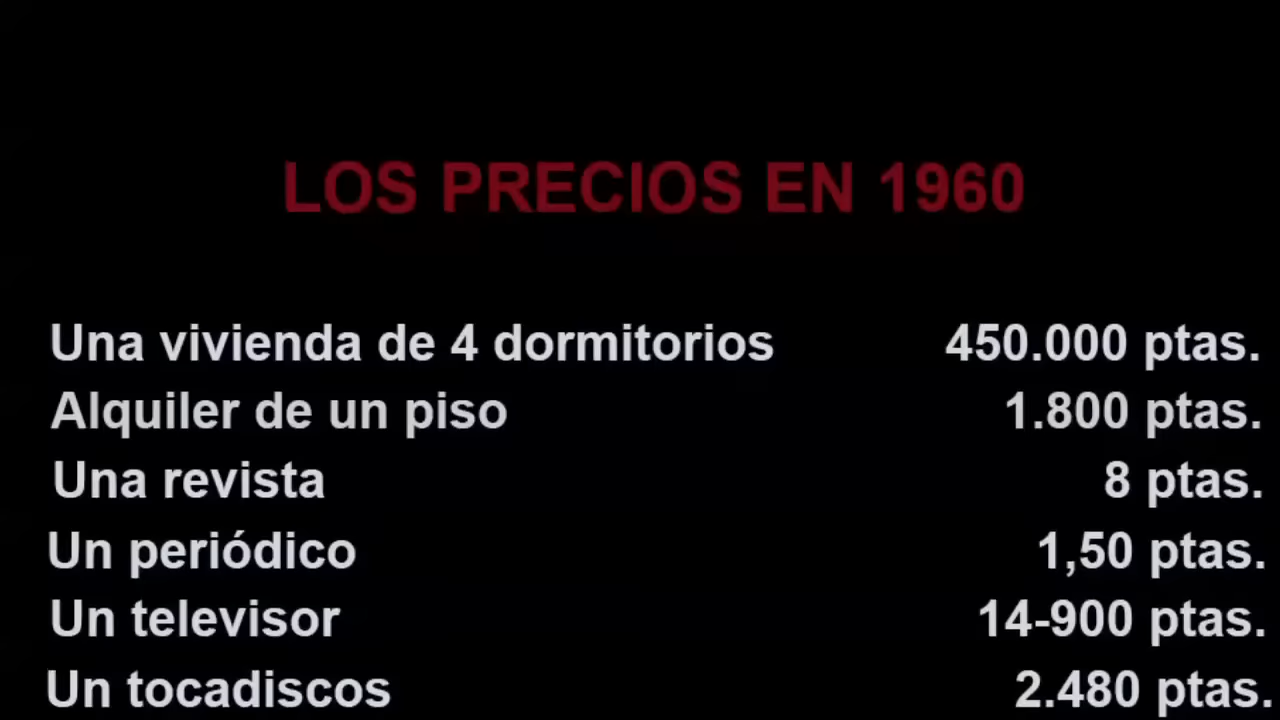 LOS PRECIOS EN 1960
Una vivienda de 4 dormitorios 450.000 ptas.
Alquiler de un piso 1.800 ptas.
Una revista 8 ptas.
Un periódico 1,50 ptas.
Un televisor 14-900 ptas.
Un tocadiscos 2.480 ptas.